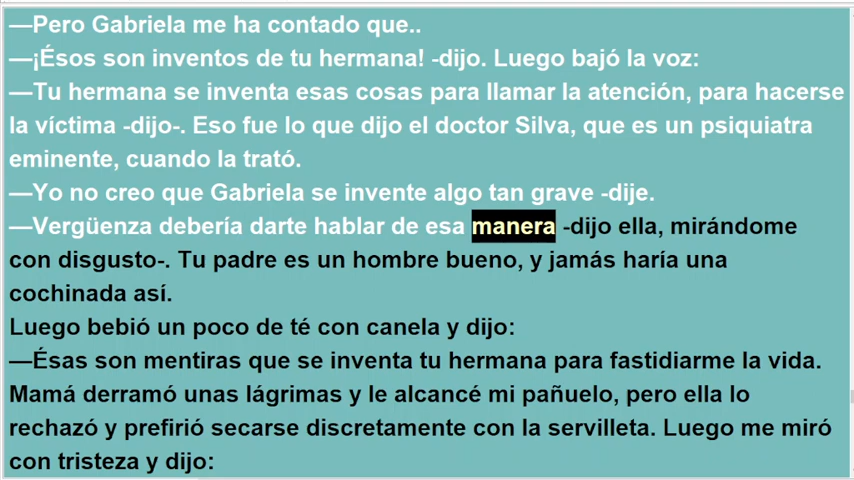 —Pero Gabriela me ha contado que..
—¡Ésos son inventos de tu hermana! -dijo. Luego bajó la voz:
—Tu hermana se inventa esas cosas para llamar la atención, para hacerse
la víctima -dijo-. Eso fue lo que dijo el doctor Silva, que es un psiquiatra
eminente, cuando la trató.
—Yo no creo que Gabriela se invente algo tan grave -dije.
—Vergüenza debería darte hablar de esa manera -dijo ella, mirándome
con disgusto-. Tu padre es un hombre bueno, y jamás haría una
cochinada así.
Luego bebió un poco de té con canela y dijo:
—Ésas son mentiras que se inventa tu hermana para fastidiarme la vida.
Mamá derramó unas lágrimas y le alcancé mi pañuelo, pero ella lo
rechazó y prefirió secarse discretamente con la servilleta. Luego me miró
con tristeza y dijo: